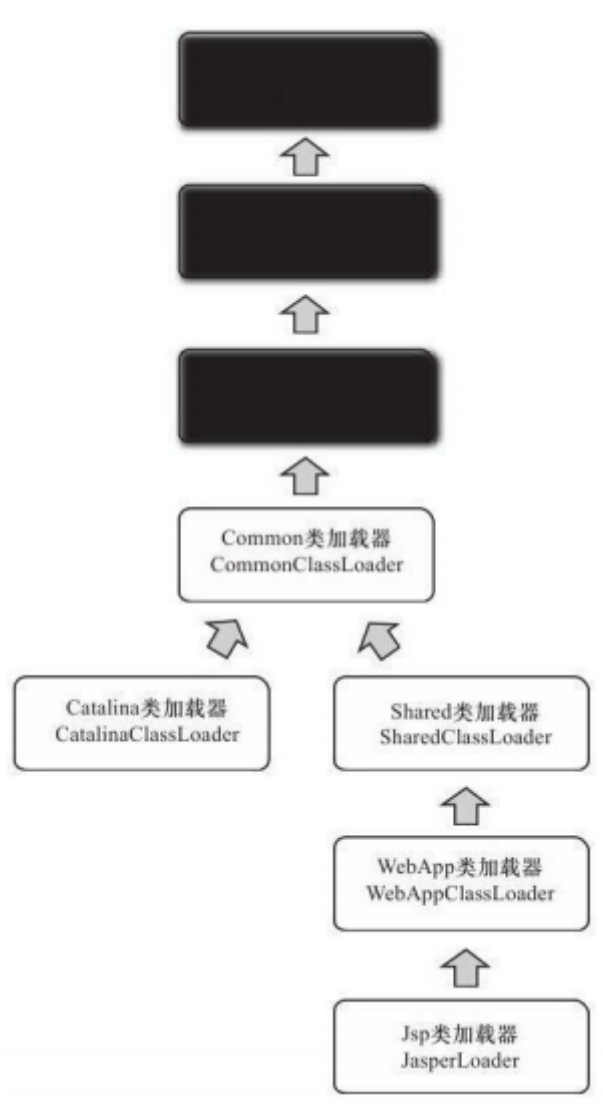 Common类加载器
CommonClassLoader
Catalina类加载器
CatalinaClassLoader
Shared类加载器
SharedClassLoader
WebApp类加载器
WebAppClassLoader
Jsp类加载器
JasperLoader